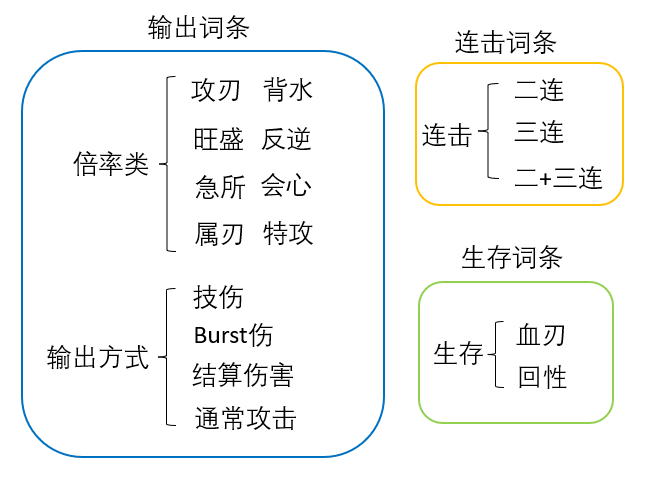 输出词条
倍率类
攻刃 背水
旺盛 反逆
急所 会心
属刃 特攻
输出方式
技伤
Burst伤
结算伤害
通常攻击
连击词条
连击
二连
三连
二+三连
生存词条
生存
血刃
回性